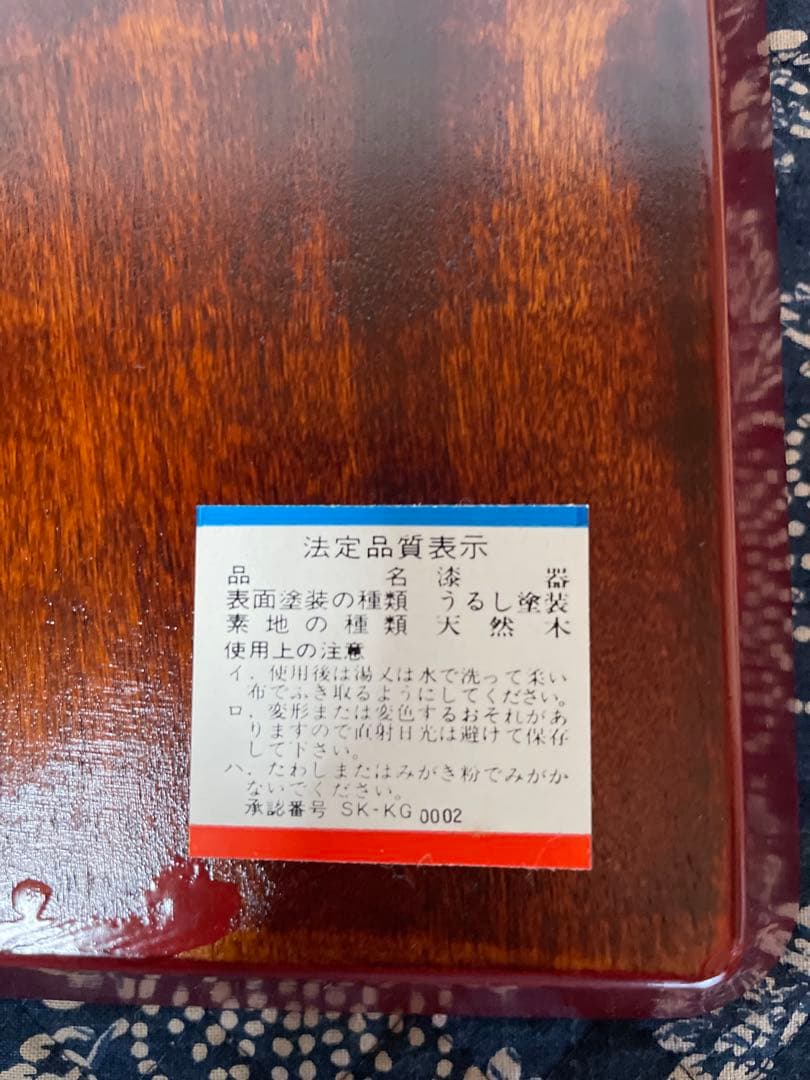 法定品質表示
品名 漆器
表面塗装の種類 うるし塗装
素地の種類 天然木
使用上の注意
イ．使用後は湯又は水で洗って柔い
布でふき取るようにしてください。
ロ．変形または変色するおそれがあ
りますので直射日光は避けて保存
して下さい。
ハ．たわしまたはみがき粉でみがか
ないでください。
承認番号 SK-KG 0002